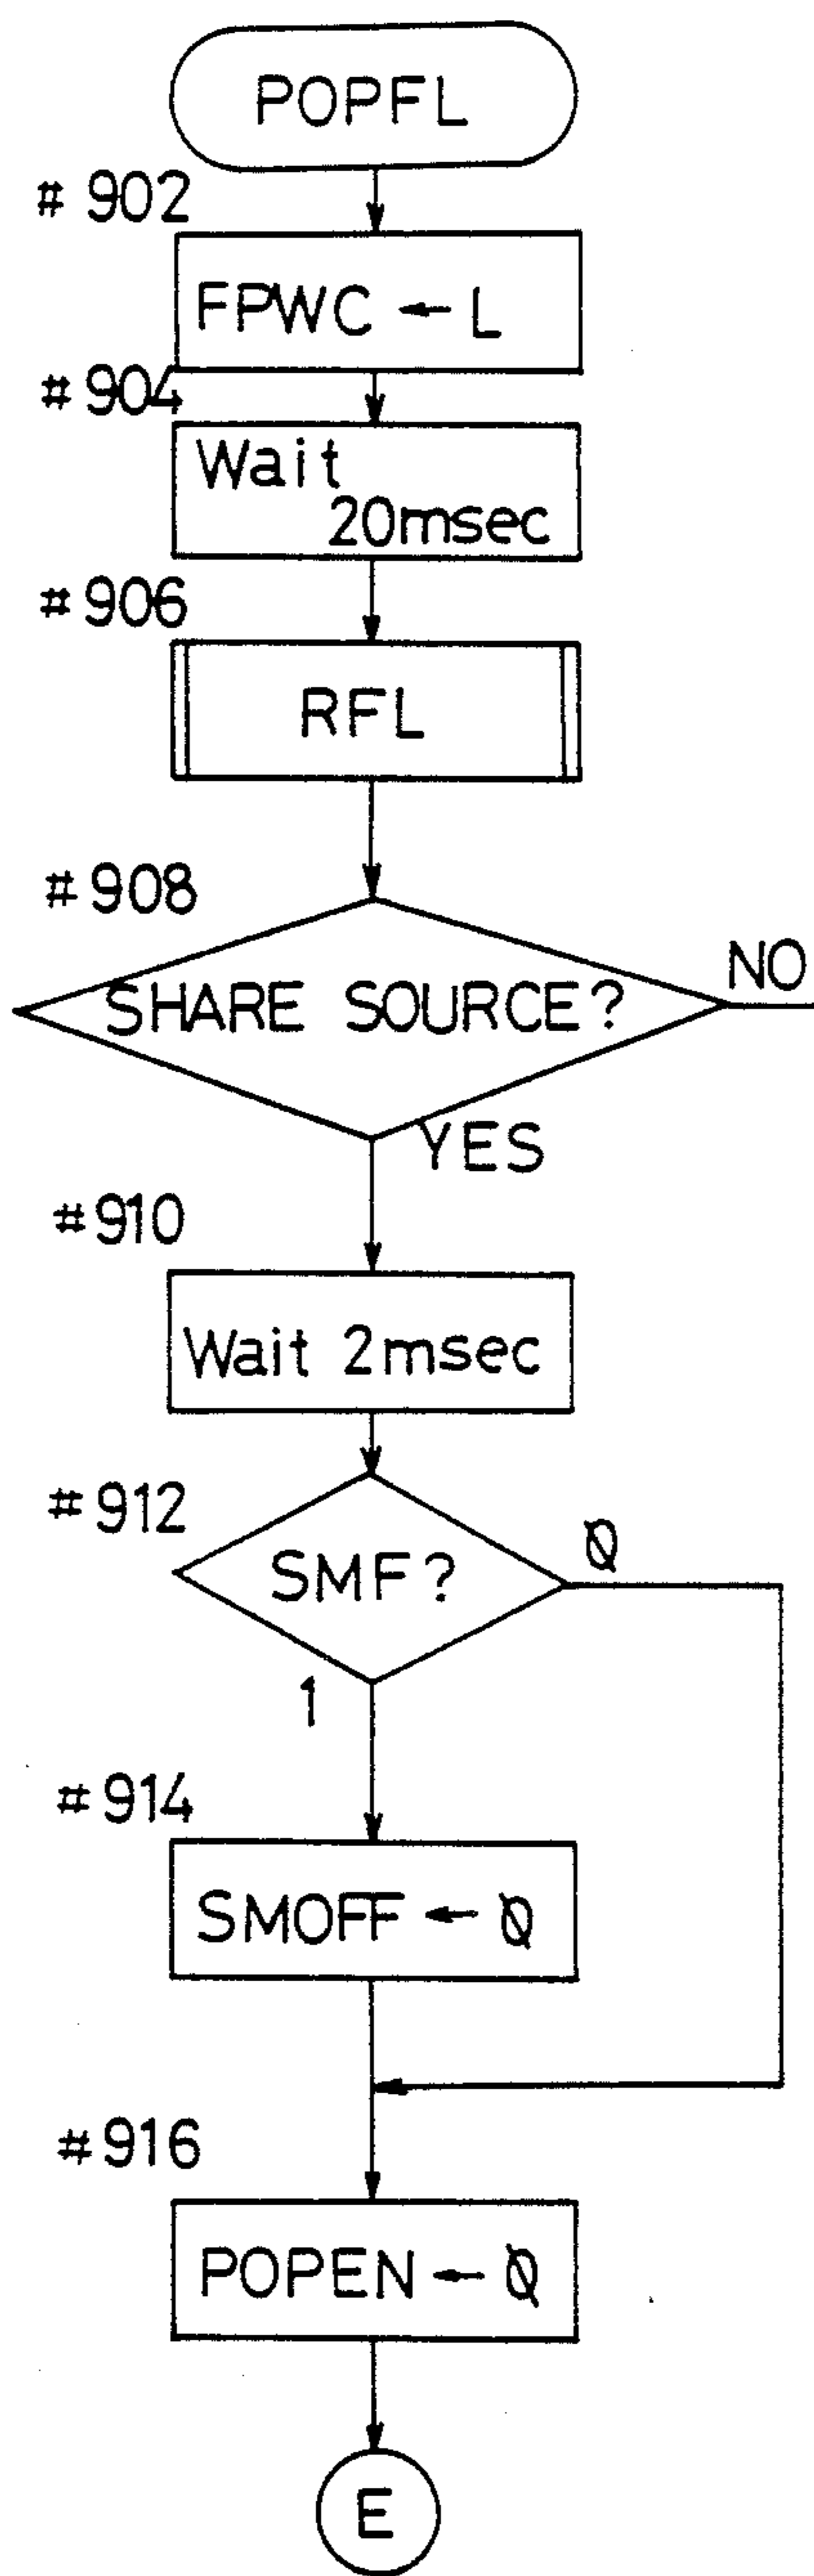 POPFL
#902
FPWC ← L
#904
Wait
20msec
#906
RFL
#908
SHARE SOURCE?
NO
YES
#910
Wait 2msec
#912
SMF?
Ø
1
#914
SMOFF ← Ø
#916
POPEN ← Ø
E